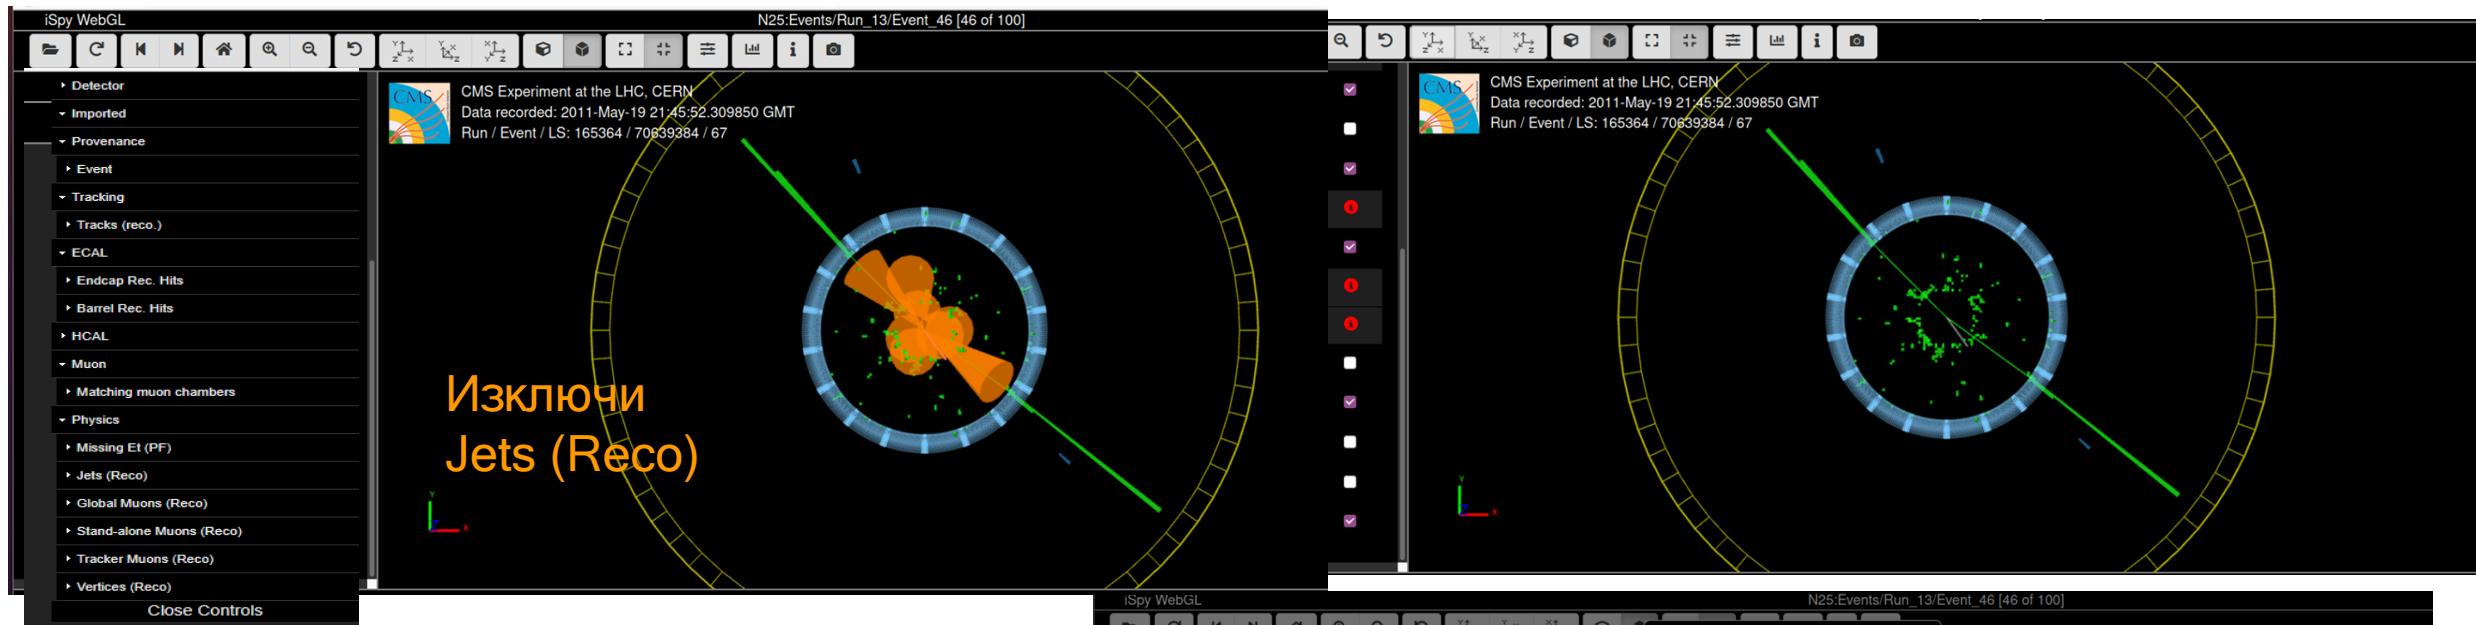 iSpy WebGL
N25:Events/Run_13/Event_46 [46 of 100]
Detector
Imported
Provenance
Event
Tracking
Tracks (reco.)
ECAL
Endcap Rec. Hits
Barrel Rec. Hits
HCAL
Muon
Matching muon chambers
Physics
Missing Et (PF)
Jets (Reco)
Global Muons (Reco)
Stand-alone Muons (Reco)
Tracker Muons (Reco)
Vertices (Reco)
Close Controls
CMS
CMS Experiment at the LHC, CERN
Data recorded: 2011-May-19 21:45:52.309850 GMT
Run / Event / LS: 165364 / 70639384 / 67
Изключи
Jets (Reco)
Y
Z
X
CMS
CMS Experiment at the LHC, CERN
Data recorded: 2011-May-19 21:45:52.309850 GMT
Run / Event / LS: 165364 / 70639384 / 67
Y
Z
X
iSpy WebGL
N25:Events/Run_13/Event_46 [46 of 100]